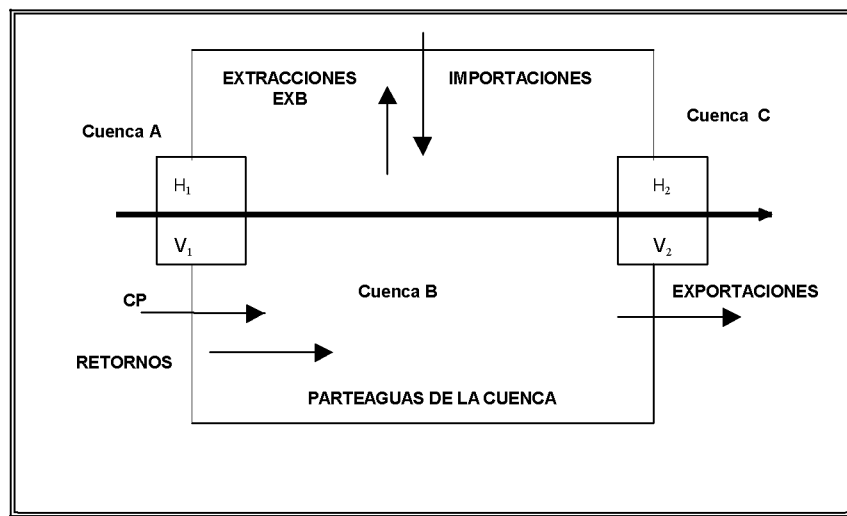 EXTRACCIONES
EXB
IMPORTACIONES
Cuenca A
Cuenca C
H₁
H₂
V₁
V₂
CP
Cuenca B
EXPORTACIONES
RETORNOS
PARTEAGUAS DE LA CUENCA